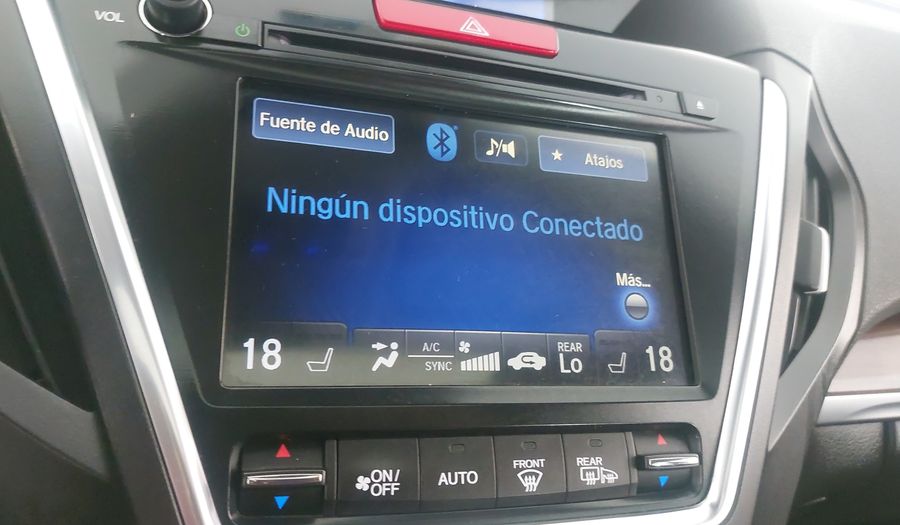 VOL
Fuente de Audio
Atajos
Ningún dispositivo Conectado
Más...
18
A/C
SYNC
REAR
Lo
18
ON/
OFF
AUTO
FRONT
REAR